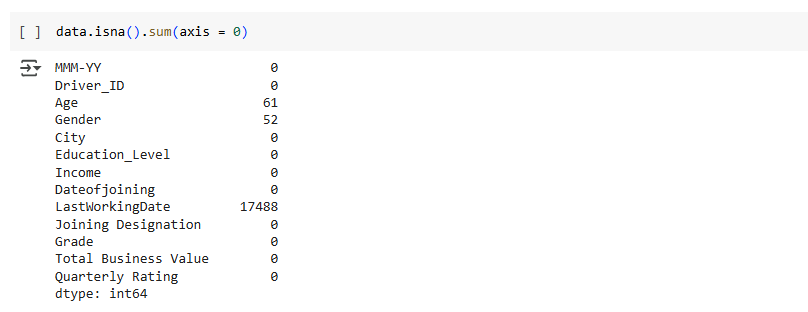 [ ] data.isna().sum(axis = 0)
MMM-YY 0
Driver_ID 0
Age 61
Gender 52
City 0
Education_Level 0
Income 0
Dateofjoining 0
LastWorkingDate 17488
Joining Designation 0
Grade 0
Total Business Value 0
Quarterly Rating 0
dtype: int64